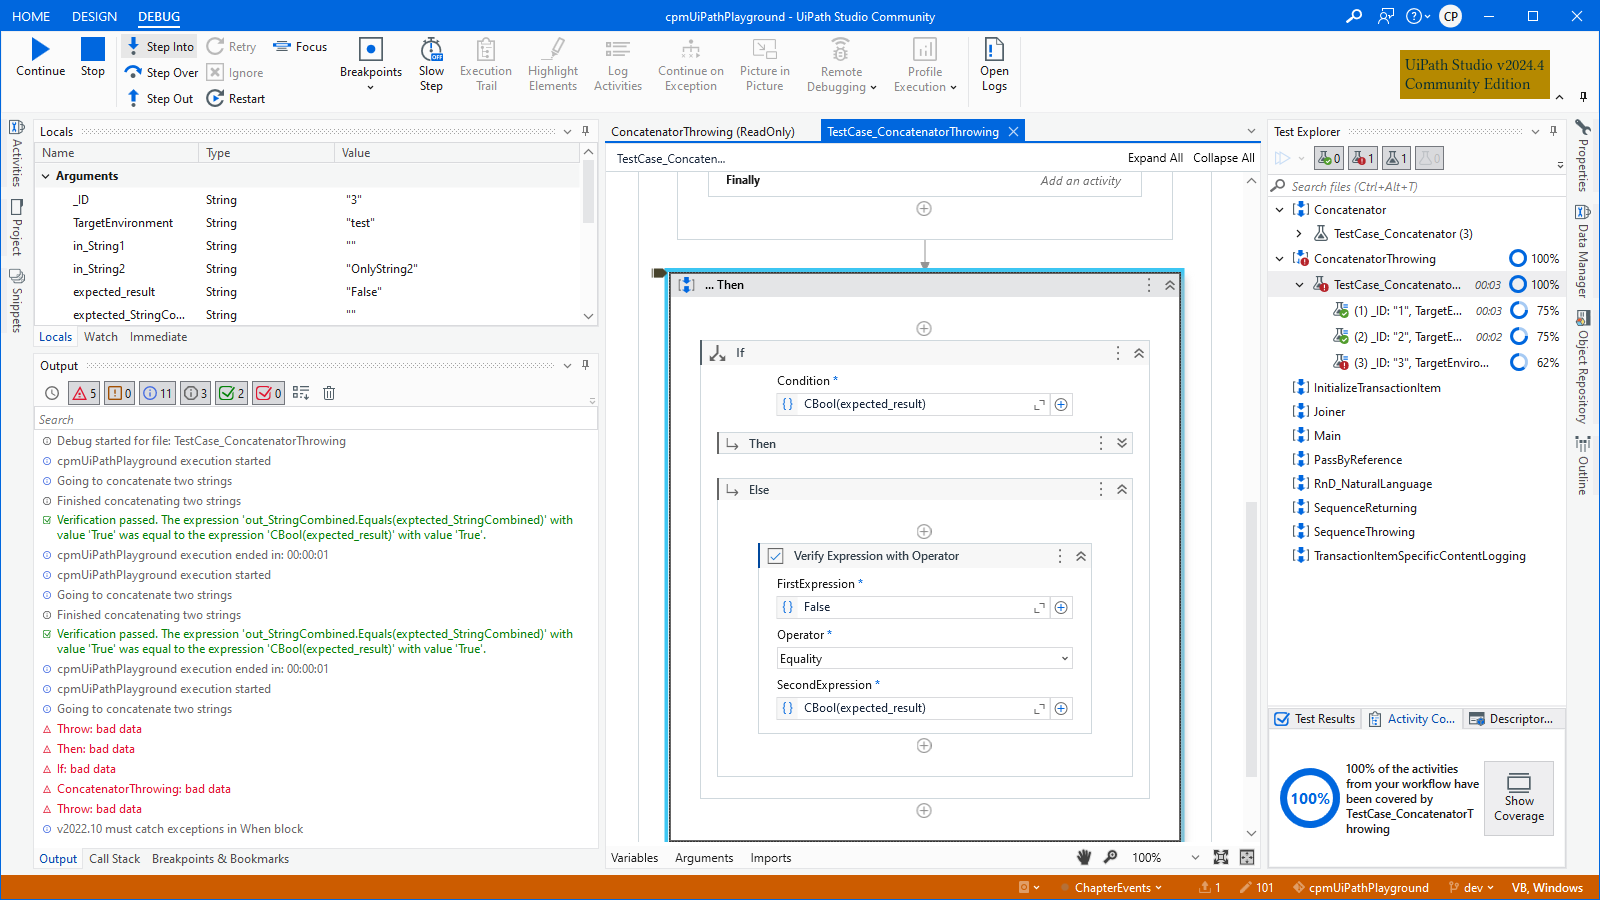 HOME DESIGN DEBUG
cpmUiPathPlayground - UiPath Studio Community
CP
Continue Stop
Step Into Retry Focus
Step Over Ignore
Step Out Restart
Breakpoints
Slow Step
Execution Trail
Highlight Elements
Log Activities
Continue on Exception
Picture in Picture
Remote Debugging
Profile Execution
Open Logs
UiPath Studio v2024.4
Community Edition
Activities
Project
Snippets
Locals
Name Type Value
Arguments
_ID String "3"
TargetEnvironment String "test"
in_String1 String ""
in_String2 String "OnlyString2"
expected_result String "False"
exptected_StringCo... String ""
Locals Watch Immediate
Output
5 0 11 3 2 0
Search
Debug started for file: TestCase_ConcatenatorThrowing
cpmUiPathPlayground execution started
Going to concatenate two strings
Finished concatenating two strings
Verification passed. The expression 'out_StringCombined.Equals(exptected_StringCombined)' with
value 'True' was equal to the expression 'CBool(expected_result)' with value 'True'.
cpmUiPathPlayground execution ended in: 00:00:01
cpmUiPathPlayground execution started
Going to concatenate two strings
Finished concatenating two strings
Verification passed. The expression 'out_StringCombined.Equals(exptected_StringCombined)' with
value 'True' was equal to the expression 'CBool(expected_result)' with value 'True'.
cpmUiPathPlayground execution ended in: 00:00:01
cpmUiPathPlayground execution started
Going to concatenate two strings
Throw: bad data
Then: bad data
If: bad data
ConcatenatorThrowing: bad data
Throw: bad data
v2022.10 must catch exceptions in When block
Output Call Stack Breakpoints & Bookmarks
ConcatenatorThrowing (ReadOnly) TestCase_ConcatenatorThrowing
TestCase_Concaten... Expand All Collapse All
Finally Add an activity
... Then
If
Condition *
{} CBool(expected_result)
Then
Else
Verify Expression with Operator
FirstExpression *
{} False
Operator *
Equality
SecondExpression *
{} CBool(expected_result)
Variables Arguments Imports 100%
Test Explorer
0 1 1 0
Search files (Ctrl+Alt+T)
Concatenator
TestCase_Concatenator (3)
ConcatenatorThrowing 100%
TestCase_Concatenato... 00:03 100%
(1) _ID: "1", TargetE... 00:03 75%
(2) _ID: "2", TargetE... 00:02 75%
(3) _ID: "3", TargetEnviro... 62%
InitializeTransactionItem
Joiner
Main
PassByReference
RnD_NaturalLanguage
SequenceReturning
SequenceThrowing
TransactionItemSpecificContentLogging
Test Results Activity Co... Descriptor...
100%
100% of the activities
from your workflow have
been covered by
TestCase_ConcatenatorT
hrowing
Show Coverage
Properties
Data Manager
Object Repository
Outline
ChapterEvents 1 101 cpmUiPathPlayground dev VB, Windows